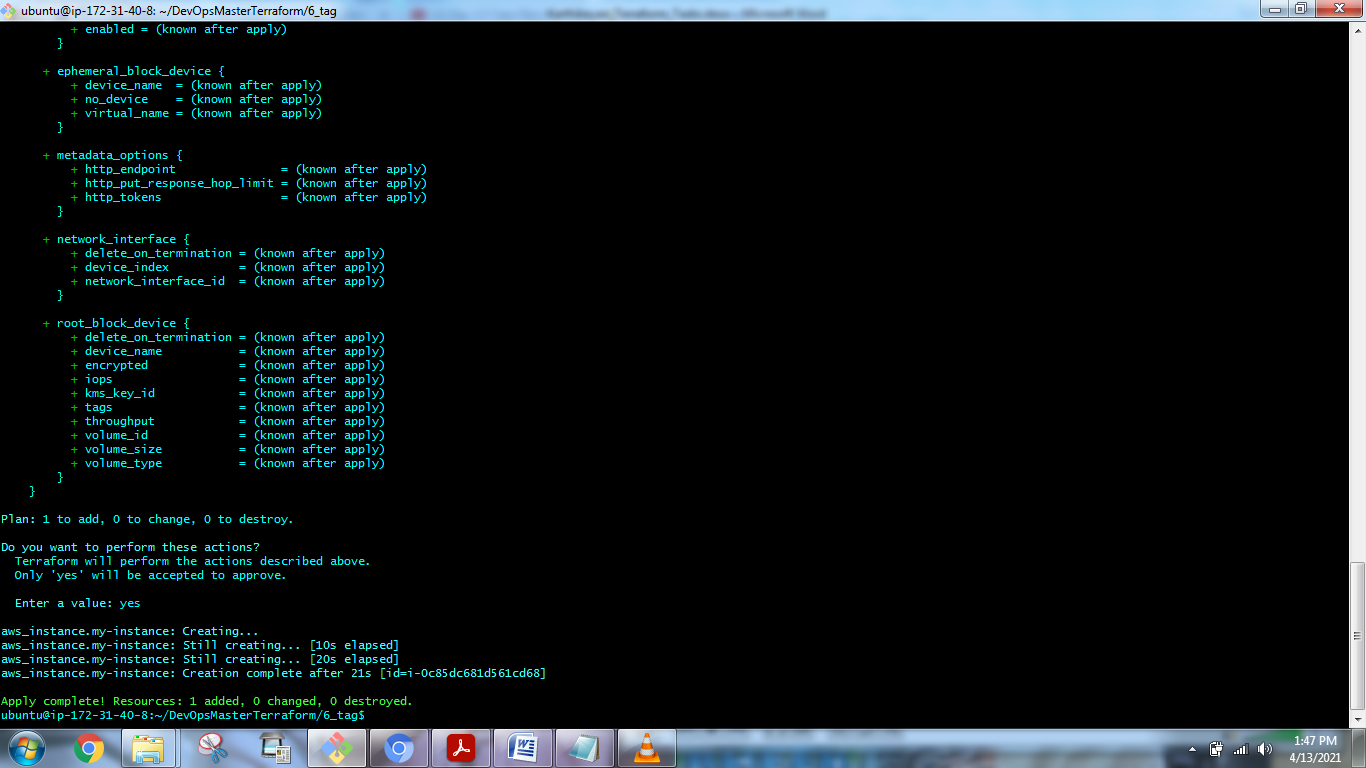 ubuntu@ip-172-31-40-8: ~/DevOpsMasterTerraform/6_tag
+ enabled = (known after apply)
}
+ ephemeral_block_device {
+ device_name  = (known after apply)
+ no_device    = (known after apply)
+ virtual_name = (known after apply)
}
+ metadata_options {
+ http_endpoint               = (known after apply)
+ http_put_response_hop_limit = (known after apply)
+ http_tokens                 = (known after apply)
}
+ network_interface {
+ delete_on_termination = (known after apply)
+ device_index          = (known after apply)
+ network_interface_id  = (known after apply)
}
+ root_block_device {
+ delete_on_termination = (known after apply)
+ device_name           = (known after apply)
+ encrypted             = (known after apply)
+ iops                  = (known after apply)
+ kms_key_id            = (known after apply)
+ tags                  = (known after apply)
+ throughput            = (known after apply)
+ volume_id             = (known after apply)
+ volume_size           = (known after apply)
+ volume_type           = (known after apply)
}
}
Plan: 1 to add, 0 to change, 0 to destroy.
Do you want to perform these actions?
Terraform will perform the actions described above.
Only 'yes' will be accepted to approve.
Enter a value: yes
aws_instance.my-instance: Creating...
aws_instance.my-instance: Still creating... [10s elapsed]
aws_instance.my-instance: Still creating... [20s elapsed]
aws_instance.my-instance: Creation complete after 21s [id=i-0c85dc681d561cd68]
Apply complete! Resources: 1 added, 0 changed, 0 destroyed.
ubuntu@ip-172-31-40-8:~/DevOpsMasterTerraform/6_tag$
1:47 PM
4/13/2021